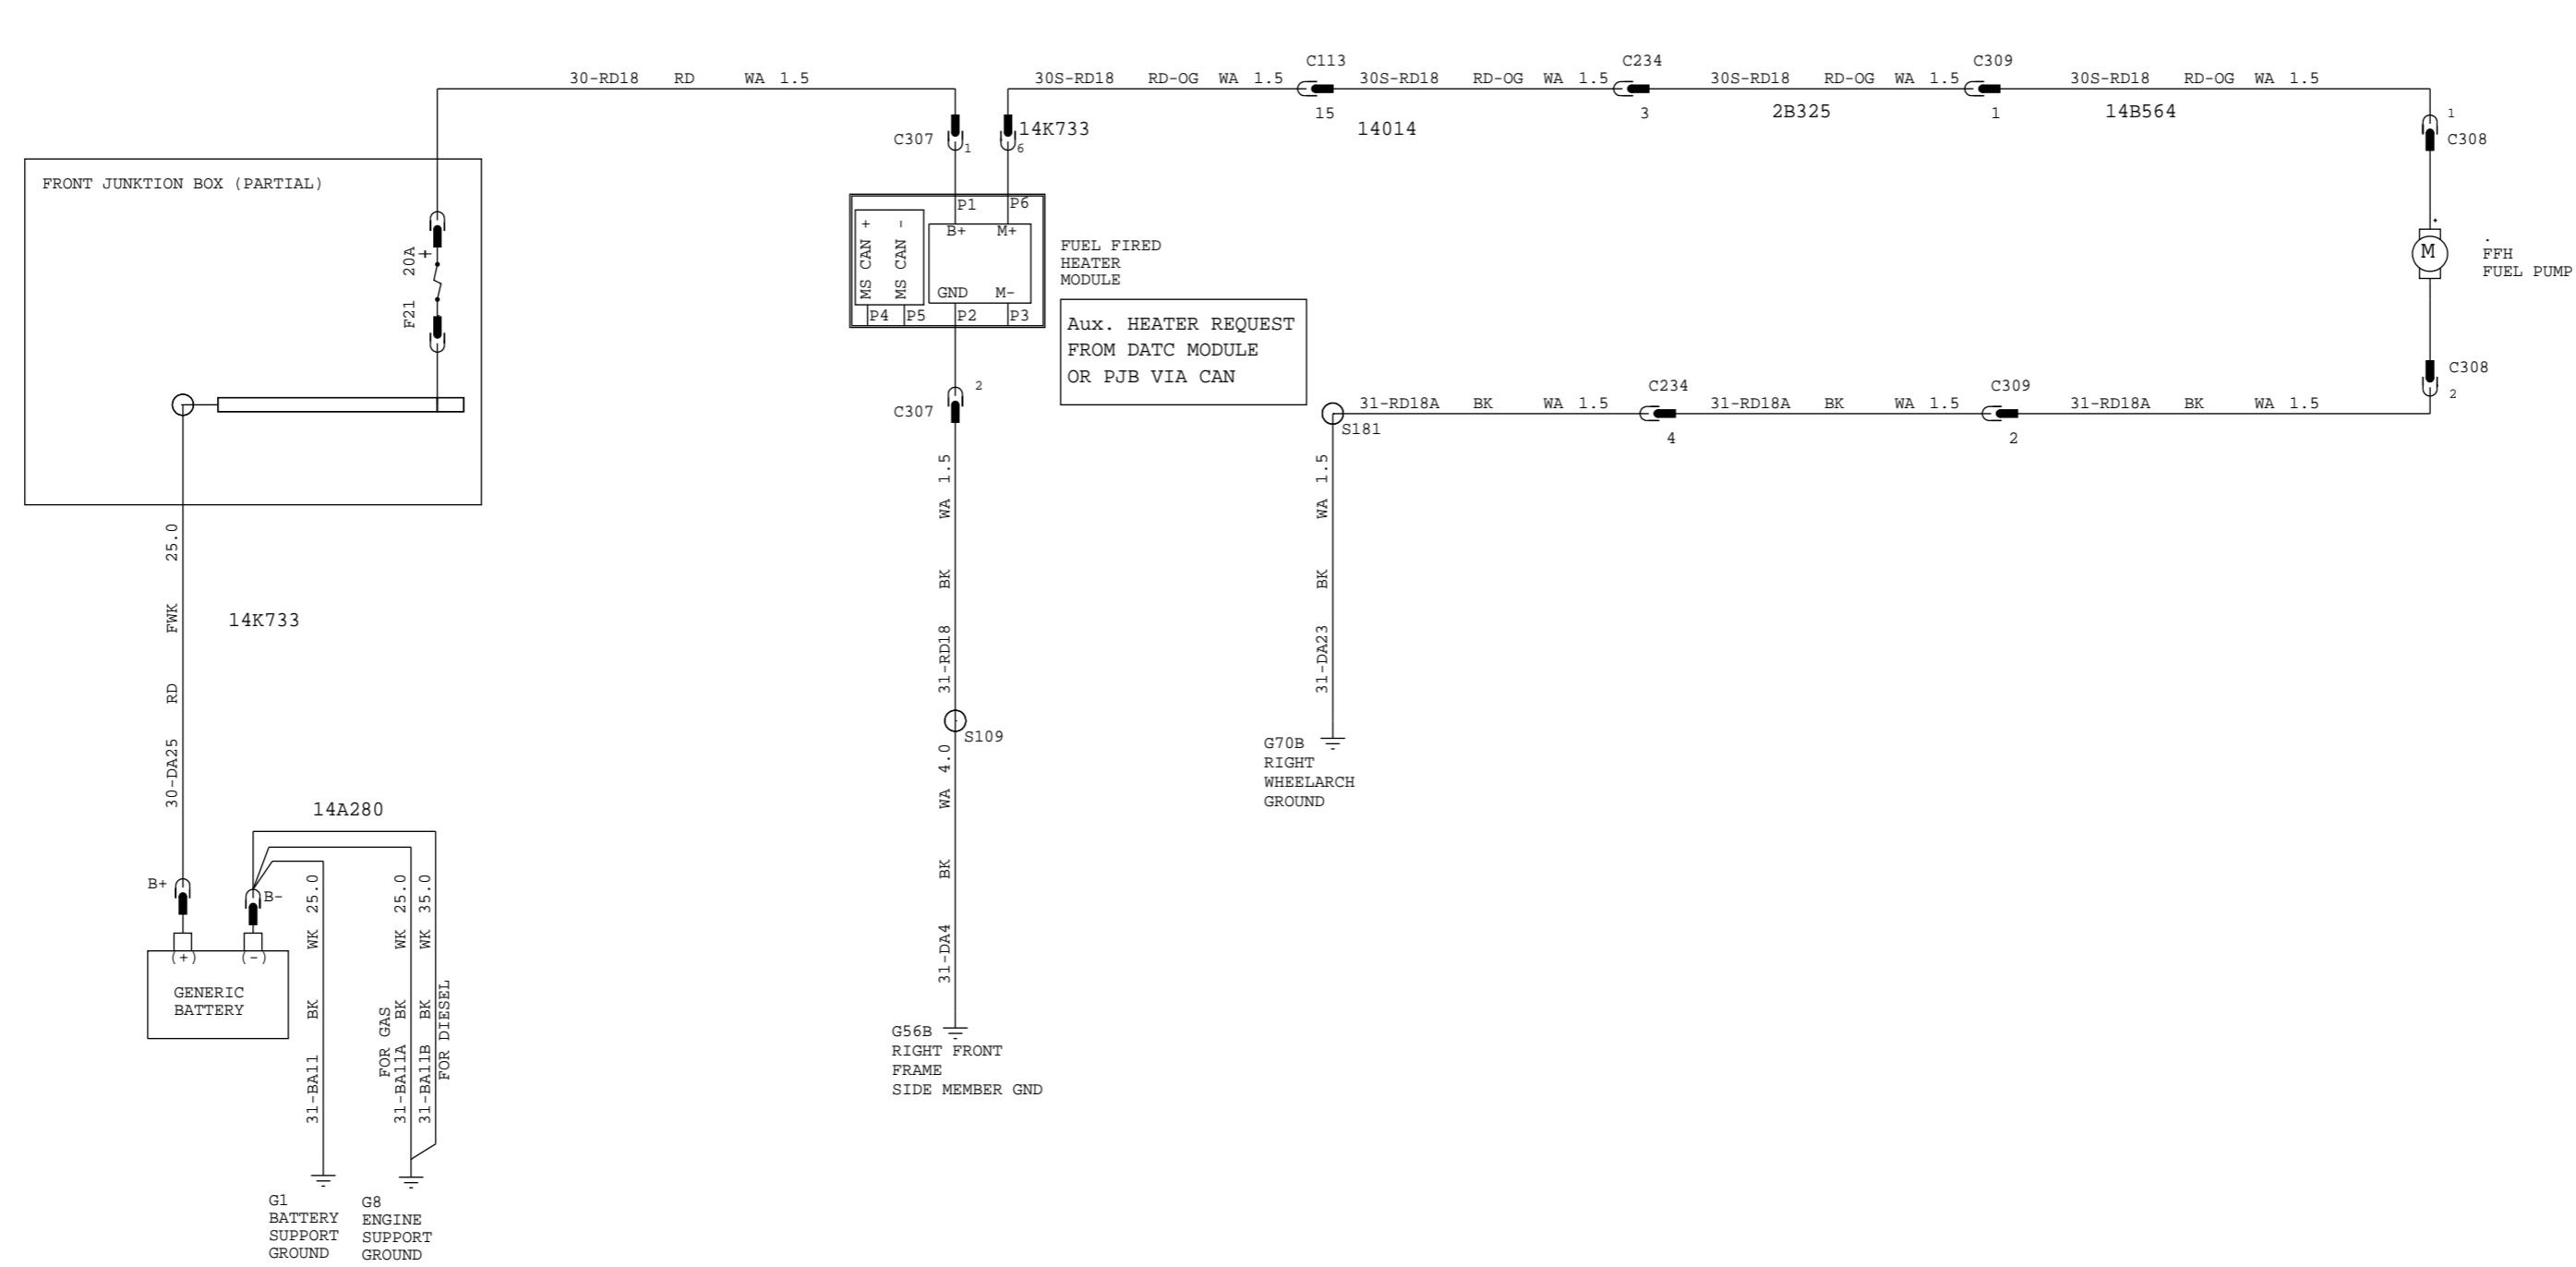 30-RD18 RD WA 1.5
30S-RD18 RD-OG WA 1.5
C113
15
30S-RD18 RD-OG WA 1.5
14014
C234
3
30S-RD18 RD-OG WA 1.5
2B325
C309
1
30S-RD18 RD-OG WA 1.5
14B564
1
C308
C307
1
14K733
6
FRONT JUNKTION BOX (PARTIAL)
20A
+
F21
P1
P6
MS CAN +
MS CAN -
B+
M+
GND
M-
P4
P5
P2
P3
FUEL FIRED
HEATER
MODULE
Aux. HEATER REQUEST
FROM DATC MODULE
OR PJB VIA CAN
M
FFH
FUEL PUMP
C308
2
C307
2
S181
31-RD18A BK WA 1.5
C234
4
31-RD18A BK WA 1.5
C309
2
31-RD18A BK WA 1.5
31-RD18 BK WA 1.5
S109
31-DA4 BK WA 4.0
G56B
RIGHT FRONT
FRAME
SIDE MEMBER GND
31-DA23 BK WA 1.5
G70B
RIGHT
WHEELARCH
GROUND
30-DA25 RD FWK 25.0
14K733
14A280
B+
B-
(+)
(-)
GENERIC
BATTERY
31-BA11 BK WK 25.0
FOR GAS
31-BA11A BK WK 25.0
31-BA11B BK WK 35.0
FOR DIESEL
G1
BATTERY
SUPPORT
GROUND
G8
ENGINE
SUPPORT
GROUND